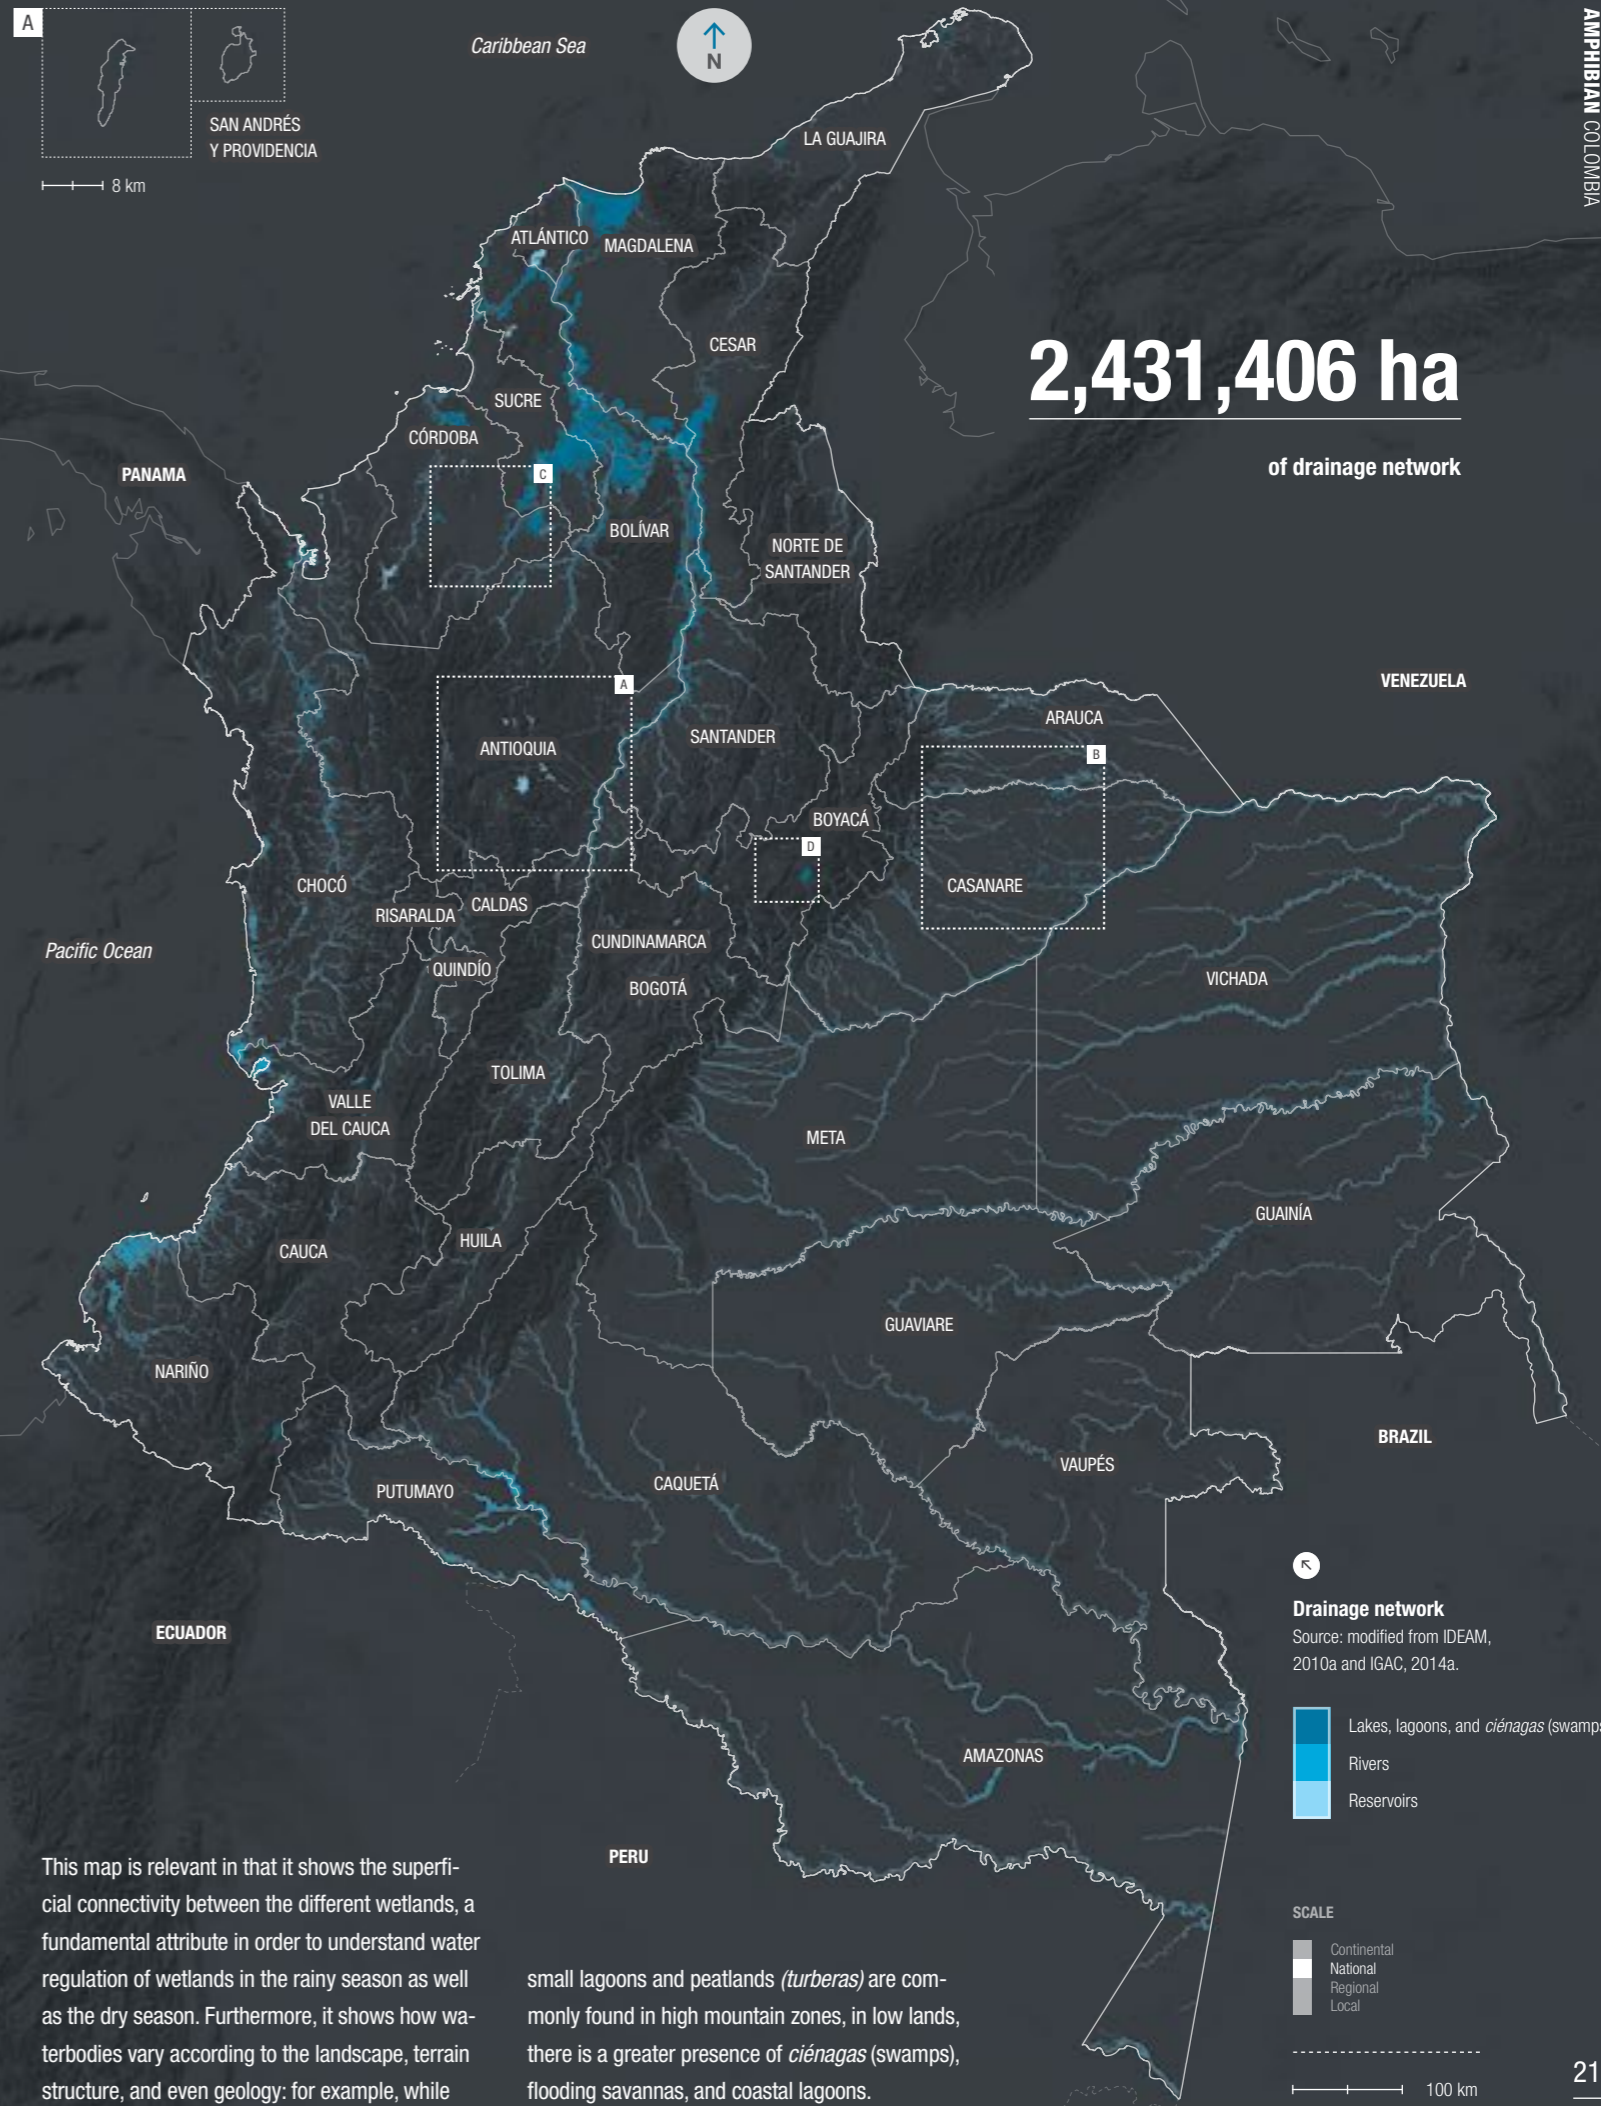 A
Caribbean Sea
N
AMPHIBIAN COLOMBIA
SAN ANDRÉS
Y PROVIDENCIA
8 km
LA GUAJIRA
ATLÁNTICO
MAGDALENA
CESAR
2,431,406 ha
of drainage network
SUCRE
CÓRDOBA
PANAMA
C
BOLÍVAR
NORTE DE
SANTANDER
VENEZUELA
A
ARAUCA
ANTIOQUIA
SANTANDER
B
BOYACÁ
D
CHOCÓ
CASANARE
RISARALDA
CALDAS
Pacific Ocean
CUNDINAMARCA
QUINDÍO
BOGOTÁ
VICHADA
TOLIMA
VALLE
DEL CAUCA
META
GUAINÍA
HUILA
CAUCA
GUAVIARE
NARIÑO
BRAZIL
VAUPÉS
CAQUETÁ
PUTUMAYO
ECUADOR
Drainage network
Source: modified from IDEAM,
2010a and IGAC, 2014a.
Lakes, lagoons, and ciénagas (swamps
Rivers
Reservoirs
AMAZONAS
PERU
This map is relevant in that it shows the superfi-
cial connectivity between the different wetlands, a
fundamental attribute in order to understand water
regulation of wetlands in the rainy season as well
as the dry season. Furthermore, it shows how wa-
terbodies vary according to the landscape, terrain
structure, and even geology: for example, while
small lagoons and peatlands (turberas) are com-
monly found in high mountain zones, in low lands,
there is a greater presence of ciénagas (swamps),
flooding savannas, and coastal lagoons.
SCALE
Continental
National
Regional
Local
100 km
21